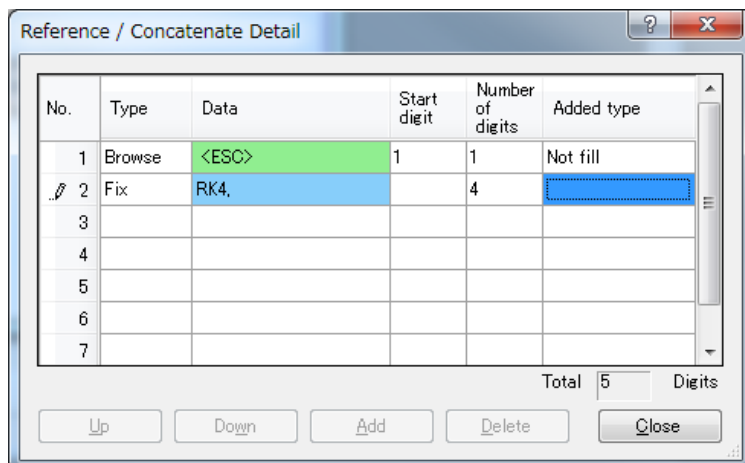 Reference / Concatenate Detail
?
No. Type Data Start digit Number of digits Added type
1 Browse <ESC> 1 1 Not fill
2 Fix RK4, 4
3
4
5
6
7
Total 5 Digits
Up Down Add Delete Close